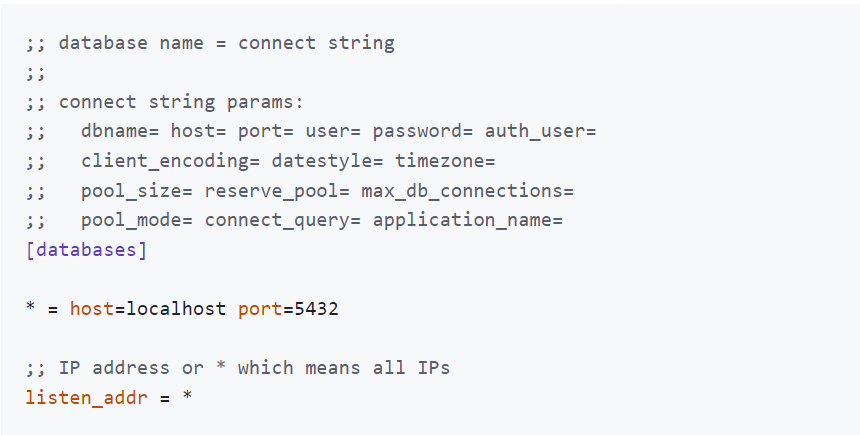 ;; database name = connect string
;;
;; connect string params:
;;   dbname= host= port= user= password= auth_user=
;;   client_encoding= datestyle= timezone=
;;   pool_size= reserve_pool= max_db_connections=
;;   pool_mode= connect_query= application_name=
[databases]

* = host=localhost port=5432

;; IP address or * which means all IPs
listen_addr = *